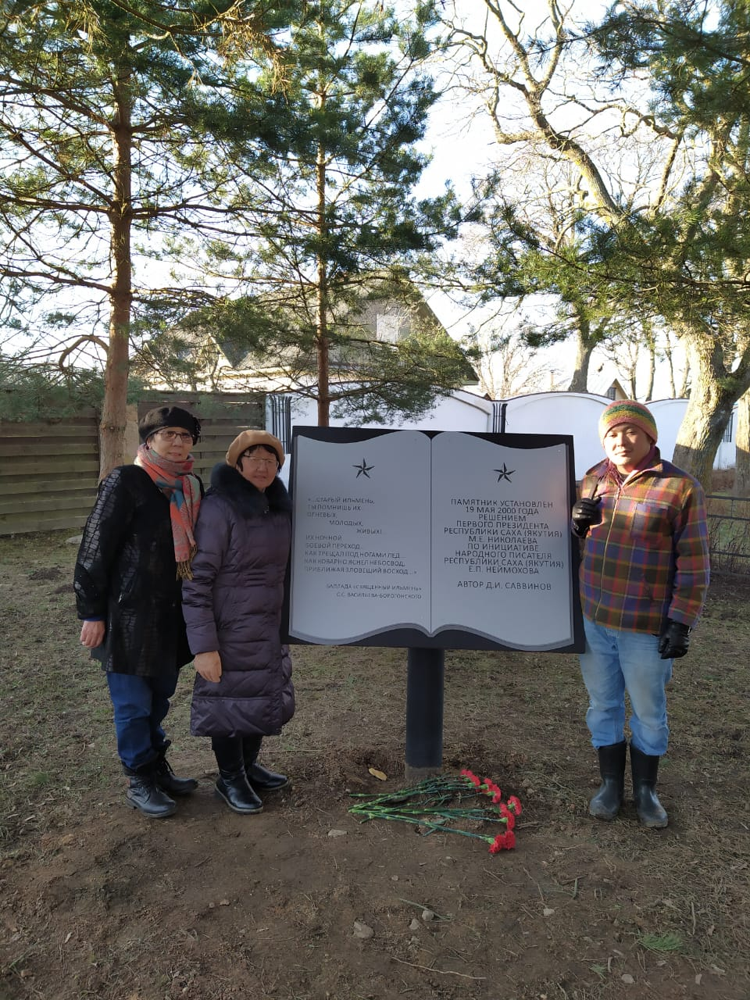 «...СТАРЫЙ ИЛЬМЕНЬ,
ТЫ ПОМНИШЬ ИХ -
ОГНЕВЫХ,
МОЛОДЫХ,
ЖИВЫХ!...
ИХ НОЧНОЙ
БОЕВОЙ ПЕРЕХОД...
КАК ТРЕЩАЛ ПОД НОГАМИ ЛЕД...
КАК КОВАРНО ЯСНЕЛ НЕБОСВОД,
ПРИБЛИЖАЯ ЗЛОВЕЩИЙ ВОСХОД...»
БАЛЛАДА «СВЯЩЕННЫЙ ИЛЬМЕНЬ»
С.С. ВАСИЛЬЕВА-БОРОГОНСКОГО
ПАМЯТНИК УСТАНОВЛЕН
19 МАЯ 2000 ГОДА
РЕШЕНИЕМ
ПЕРВОГО ПРЕЗИДЕНТА
РЕСПУБЛИКИ САХА (ЯКУТИЯ)
М.Е. НИКОЛАЕВА
ПО ИНИЦИАТИВЕ
НАРОДНОГО ПИСАТЕЛЯ
РЕСПУБЛИКИ САХА (ЯКУТИЯ)
Е.П. НЕЙМОХОВА
АВТОР Д.И. САВВИНОВ